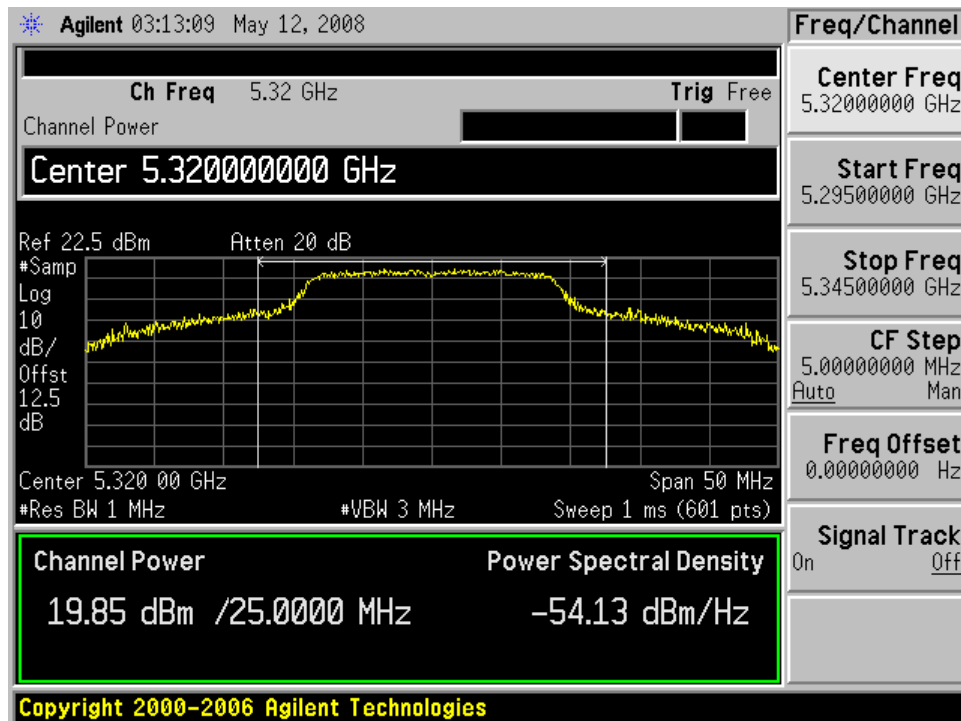 Agilent 03:13:09 May 12, 2008
Freq/Channel
Ch Freq 5.32 GHz Trig Free
Channel Power
Center 5.320000000 GHz
Ref 22.5 dBm Atten 20 dB
#Samp
Log
10
dB/
Offst
12.5
dB
Center 5.320 00 GHz Span 50 MHz
#Res BW 1 MHz #VBW 3 MHz Sweep 1 ms (601 pts)
Channel Power Power Spectral Density
19.85 dBm /25.0000 MHz -54.13 dBm/Hz
Center Freq
5.32000000 GHz
Start Freq
5.29500000 GHz
Stop Freq
5.34500000 GHz
CF Step
5.00000000 MHz
Auto Man
Freq Offset
0.00000000 Hz
Signal Track
On Off
Copyright 2000-2006 Agilent Technologies